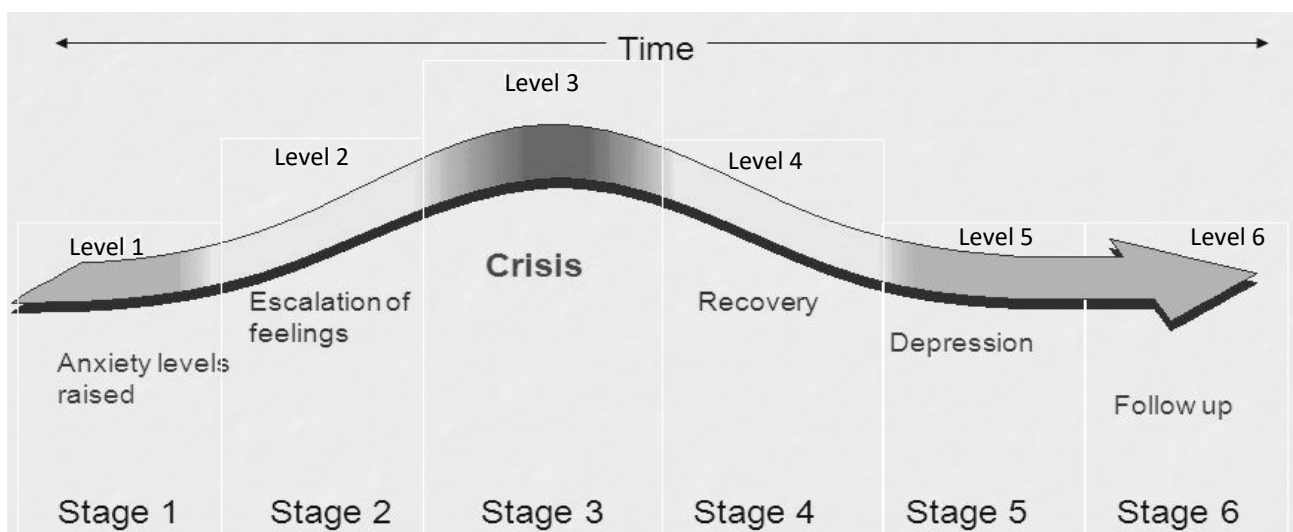 Time
Level 3
Level 2
Level 4
Level 1
Level 5
Level 6
Crisis
Escalation of
feelings
Recovery
Depression
Anxiety levels
raised
Follow up
Stage 1
Stage 2
Stage 3
Stage 4
Stage 5
Stage 6